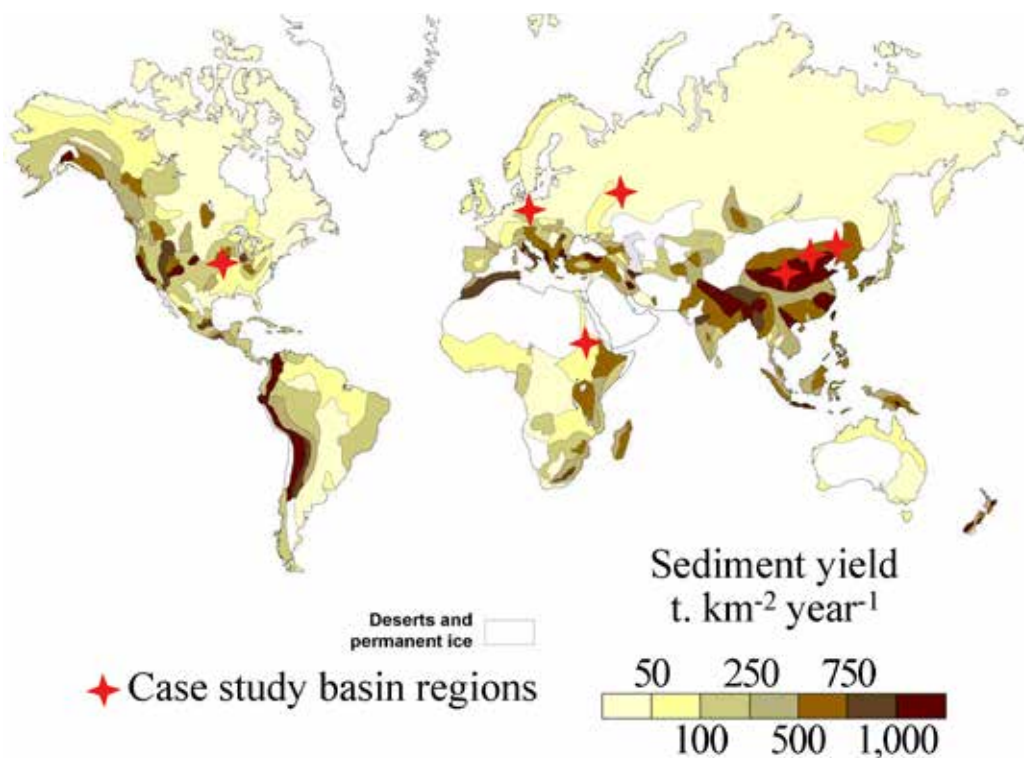 Sediment yield
t. km⁻² year⁻¹
Deserts and
permanent ice
Case study basin regions
50 250 750
100 500 1,000